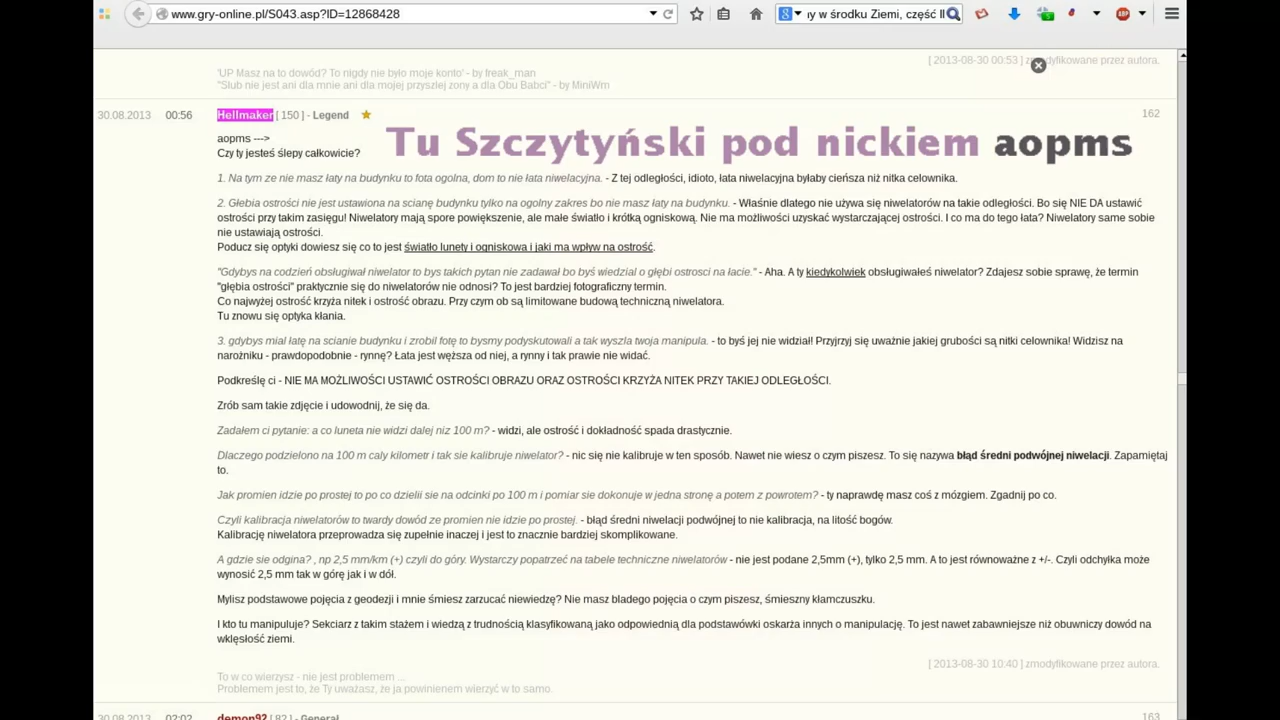 www.gry-online.pl/S043.asp?ID=12868428
w środku Ziemi, część II
[ 2013-08-30 00:53 ] zmodyfikowane przez autora.
'UP Masz na to dowód? To nigdy nie było moje konto' - by freak_man
"Slub nie jest ani dla mnie ani dla mojej przyszlej zony a dla Obu Babci" - by MiniWm
30.08.2013 00:56 Hellmaker [ 150 ] - Legend 162
aopms --->
Tu Szczytyński pod nickiem aopms
Czy ty jesteś ślepy całkowicie?
1. Na tym ze nie masz łaty na budynku to fota ogolna, dom to nie łata niwelacyjna. - Z tej odległości, idioto, łata niwelacyjna byłaby cieńsza niż nitka celownika.
2. Głebia ostrości nie jest ustawiona na scianę budynku tylko na ogolny zakres bo nie masz łaty na budynku. - Właśnie dlatego nie używa się niwelatorów na takie odległości. Bo się NIE DA ustawić
ostrości przy takim zasięgu! Niwelatory mają spore powiększenie, ale małe światło i krótką ogniskową. Nie ma możliwości uzyskać wystarczającej ostrości. I co ma do tego łata? Niwelatory same sobie
nie ustawiają ostrości.
Poducz się optyki dowiesz się co to jest światło lunety i ogniskowa i jaki ma wpływ na ostrość.
"Gdybys na codzień obsługiwał niwelator to bys takich pytan nie zadawał bo byś wiedzial o głębi ostrosci na łacie." - Aha. A ty kiedykolwiek obsługiwałeś niwelator? Zdajesz sobie sprawę, że termin
"głębia ostrości" praktycznie się do niwelatorów nie odnosi? To jest bardziej fotograficzny termin.
Co najwyżej ostrość krzyża nitek i ostrość obrazu. Przy czym ob są limitowane budową techniczną niwelatora.
Tu znowu się optyka kłania.
3. gdybys miał łatę na scianie budynku i zrobil fotę to bysmy podyskutowali a tak wyszla twoja manipula. - to byś jej nie widział! Przyjrzyj się uważnie jakiej grubości są nitki celownika! Widzisz na
narożniku - prawdopodobnie - rynnę? Łata jest węższa od niej, a rynny i tak prawie nie widać.
Podkreślę ci - NIE MA MOŻLIWOŚCI USTAWIĆ OSTROŚCI OBRAZU ORAZ OSTROŚCI KRZYŻA NITEK PRZY TAKIEJ ODLEGŁOŚCI.
Zrób sam takie zdjęcie i udowodnij, że się da.
Zadałem ci pytanie: a co luneta nie widzi dalej niz 100 m? - widzi, ale ostrość i dokładność spada drastycznie.
Dlaczego podzielono na 100 m caly kilometr i tak sie kalibruje niwelator? - nic się nie kalibruje w ten sposób. Nawet nie wiesz o czym piszesz. To się nazywa błąd średni podwójnej niwelacji. Zapamiętaj
to.
Jak promien idzie po prostej to po co dzielii sie na odcinki po 100 m i pomiar sie dokonuje w jedna stronę a potem z powrotem? - ty naprawdę masz coś z mózgiem. Zgadnij po co.
Czyli kalibracja niwelatorów to twardy dowód ze promien nie idzie po prostej. - błąd średni niwelacji podwójnej to nie kalibracja, na litość bogów.
Kalibrację niwelatora przeprowadza się zupełnie inaczej i jest to znacznie bardziej skomplikowane.
A gdzie sie odgina? , np 2,5 mm/km (+) czyli do góry. Wystarczy popatrzeć na tabele techniczne niwelatorów - nie jest podane 2,5mm (+), tylko 2,5 mm. A to jest równoważne z +/-. Czyli odchyłka może
wynosić 2,5 mm tak w górę jak i w dół.
Mylisz podstawowe pojęcia z geodezji i mnie śmiesz zarzucać niewiedzę? Nie masz bladego pojęcia o czym piszesz, śmieszny kłamczuszku.
I kto tu manipuluje? Sekciarz z takim stażem i wiedzą z trudnością klasyfikowaną jako odpowiednią dla podstawówki oskarża innych o manipulację. To jest nawet zabawniejsze niż obuwniczy dowód na
wklęsłość ziemi.
[ 2013-08-30 10:40 ] zmodyfikowane przez autora.
To w co wierzysz - nie jest problemem ...
Problemem jest to, że Ty uważasz, że ja powinienem wierzyć w to samo.
30.08.2013 02:02 demon92 [ 82 ] - Generał 163